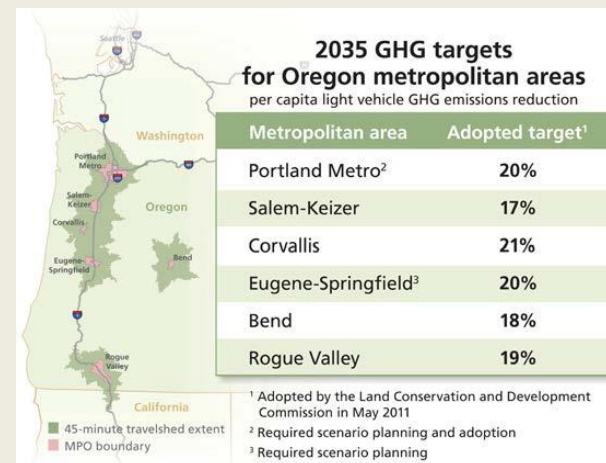 2035 GHG targets
for Oregon metropolitan areas
per capita light vehicle GHG emissions reduction
Metropolitan area Adopted target¹
Portland Metro² 20%
Salem-Keizer 17%
Corvallis 21%
Eugene-Springfield³ 20%
Bend 18%
Rogue Valley 19%
¹ Adopted by the Land Conservation and Development
Commission in May 2011
² Required scenario planning and adoption
³ Required scenario planning
Seattle
Washington
Portland
Metro
Salem-
Keizer
Oregon
Corvallis
Eugene-
Springfield
Bend
Rogue
Valley
California
45-minute travelshed extent
MPO boundary